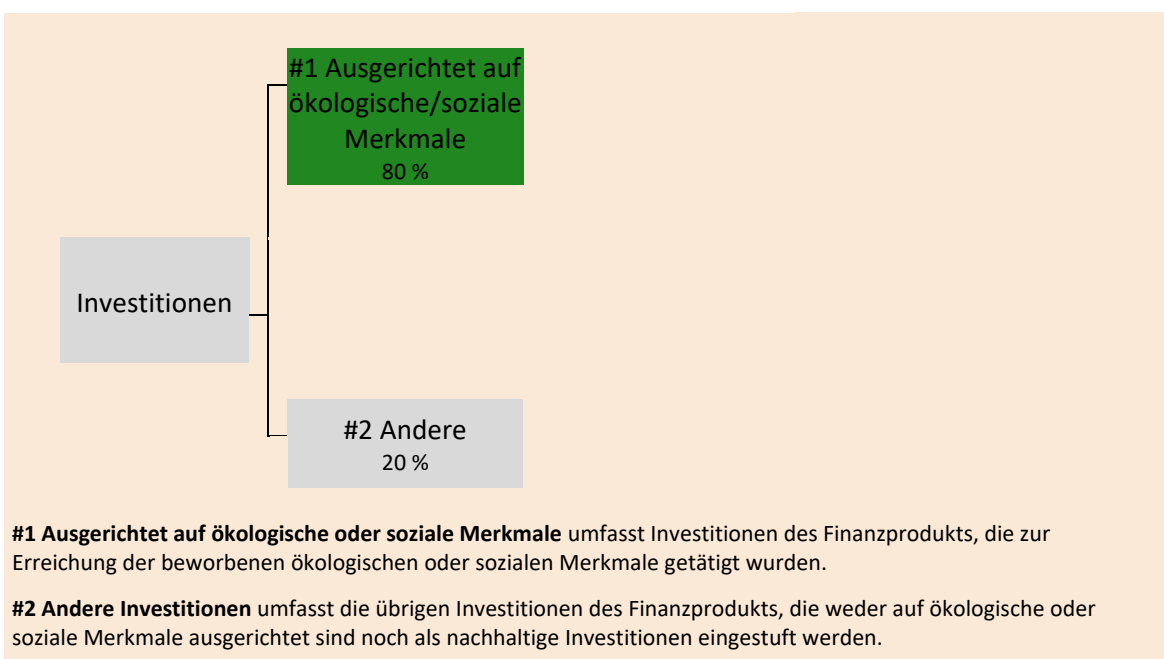 #1 Ausgerichtet auf
ökologische/soziale
Merkmale
80 %
Investitionen
#2 Andere
20 %
#1 Ausgerichtet auf ökologische oder soziale Merkmale umfasst Investitionen des Finanzprodukts, die zur
Erreichung der beworbenen ökologischen oder sozialen Merkmale getätigt wurden.
#2 Andere Investitionen umfasst die übrigen Investitionen des Finanzprodukts, die weder auf ökologische oder
soziale Merkmale ausgerichtet sind noch als nachhaltige Investitionen eingestuft werden.